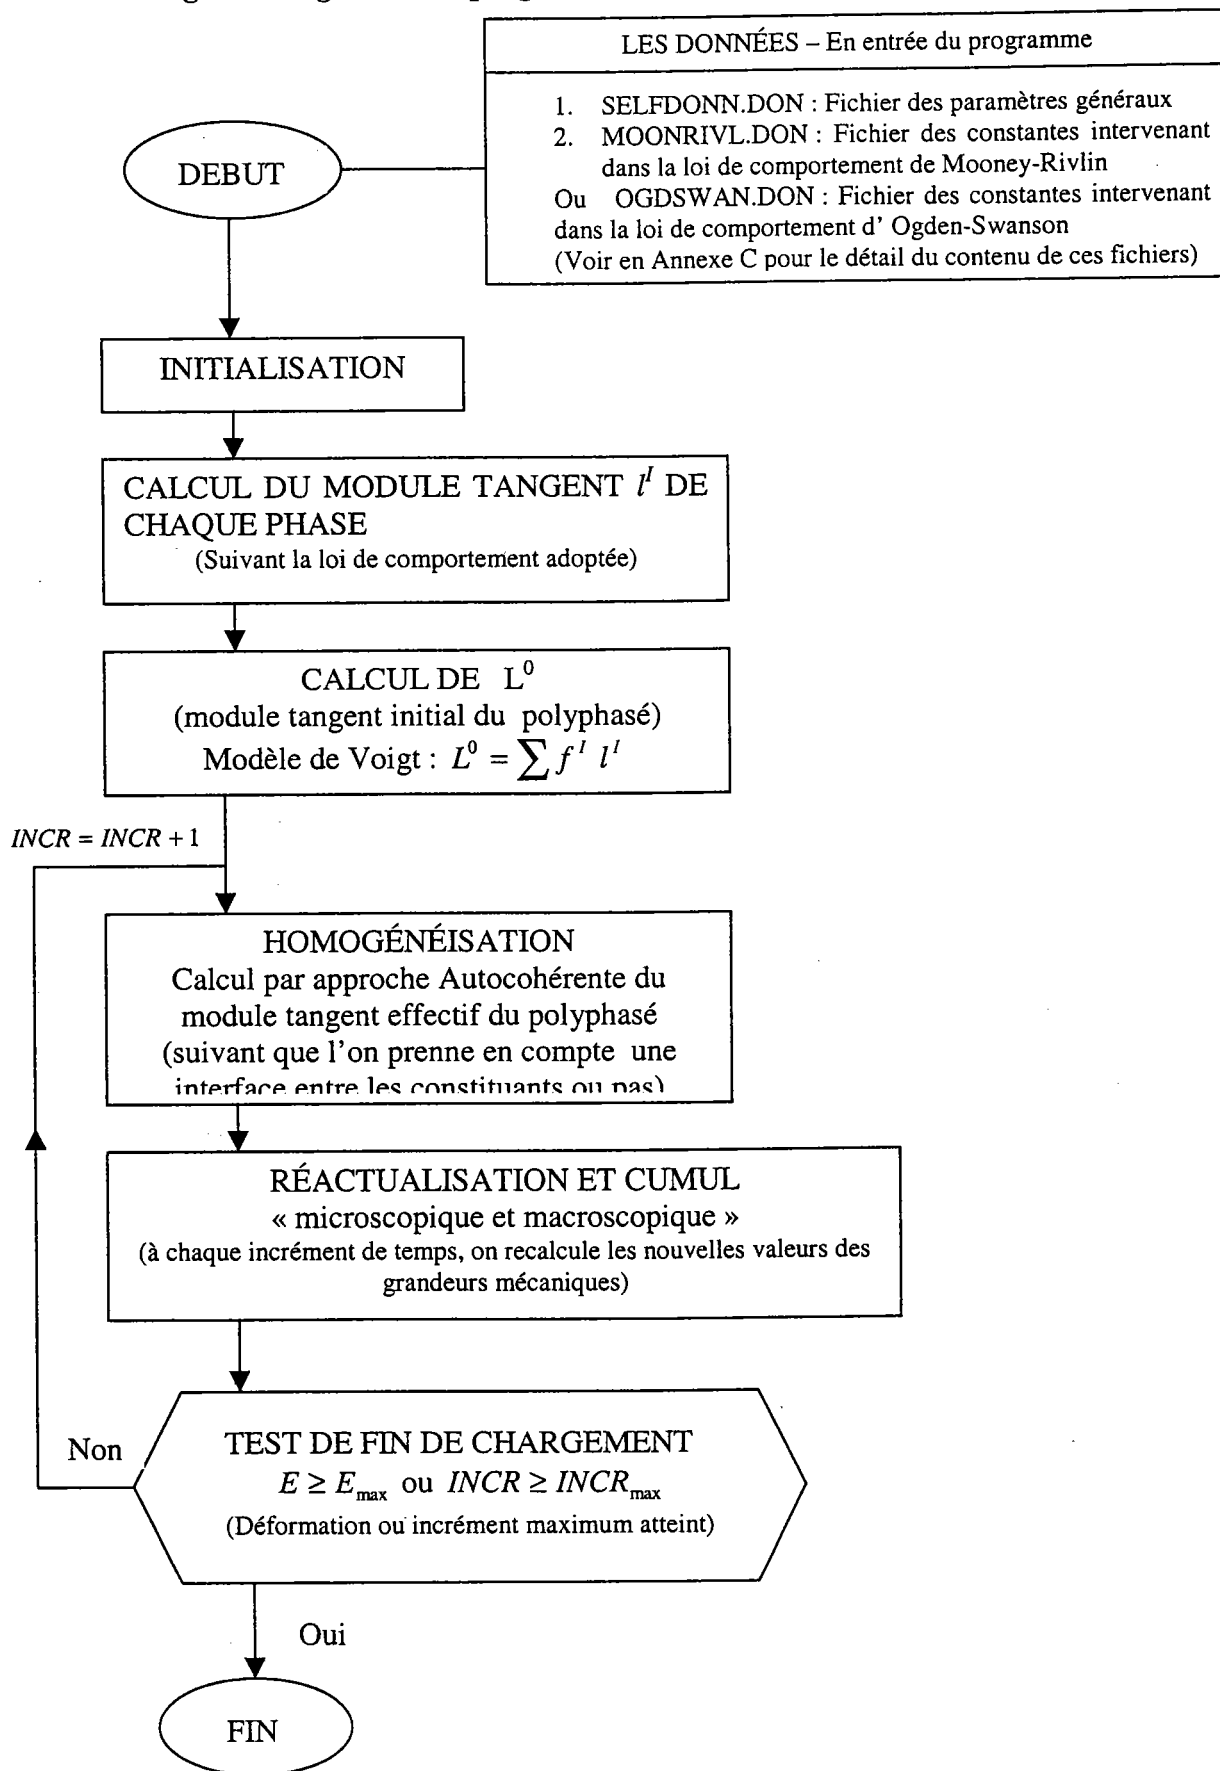 LES DONNÉES – En entrée du programme
1. SELFDONN.DON : Fichier des paramètres généraux
2. MOONRIVL.DON : Fichier des constantes intervenant
dans la loi de comportement de Mooney-Rivlin
Ou OGDSWAN.DON : Fichier des constantes intervenant
dans la loi de comportement d' Ogden-Swanson
(Voir en Annexe C pour le détail du contenu de ces fichiers)
DEBUT
INITIALISATION
CALCUL DU MODULE TANGENT l^I DE
CHAQUE PHASE
(Suivant la loi de comportement adoptée)
CALCUL DE L^0
(module tangent initial du polyphasé)
Modèle de Voigt : L^0 = ∑ f^I l^I
INCR = INCR + 1
HOMOGÉNÉISATION
Calcul par approche Autocohérente du
module tangent effectif du polyphasé
(suivant que l'on prenne en compte une
interface entre les constituants ou pas)
RÉACTUALISATION ET CUMUL
« microscopique et macroscopique »
(à chaque incrément de temps, on recalcule les nouvelles valeurs des
grandeurs mécaniques)
Non
TEST DE FIN DE CHARGEMENT
E ≥ E_max ou INCR ≥ INCR_max
(Déformation ou incrément maximum atteint)
Oui
FIN